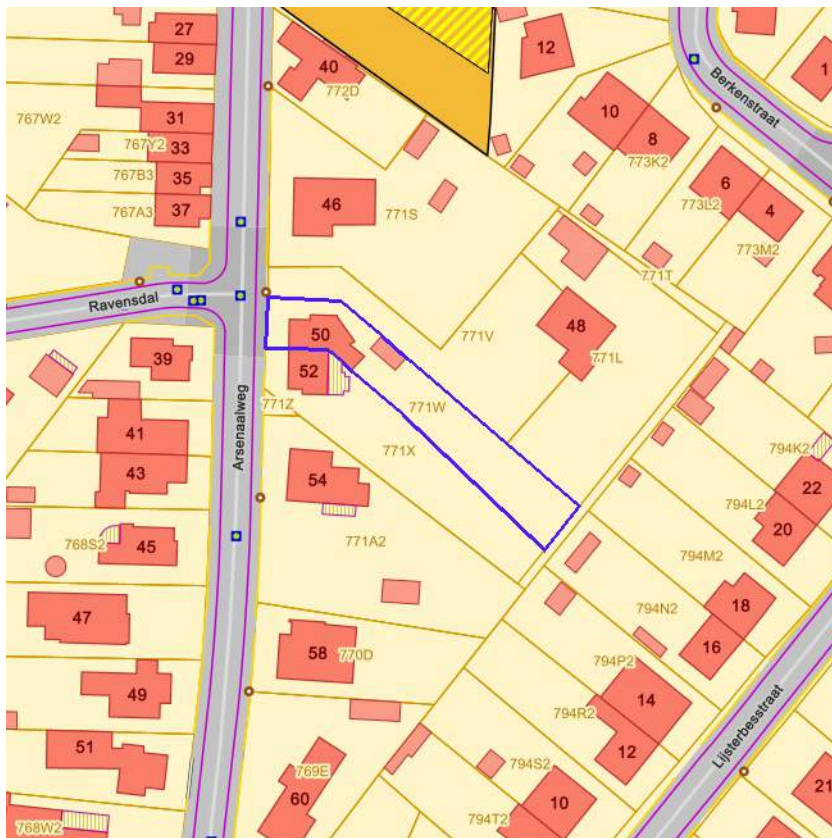 27
29
40
772D
12
Berkenstraat
1
10
8
773K2
767W2
31
767Y2
33
767B3
35
767A3
37
46
771S
6
4
773L2
773M2
771T
Ravensdal
50
771V
48
771L
39
52
771Z
771W
771X
Arsenaalweg
41
43
54
794K2
22
794L2
20
768S2
45
771A2
794M2
47
794N2
18
16
58
770D
794P2
49
14
794R2
12
Lijsterbesstraat
51
769E
794S2
60
10
21
768W2
794T2